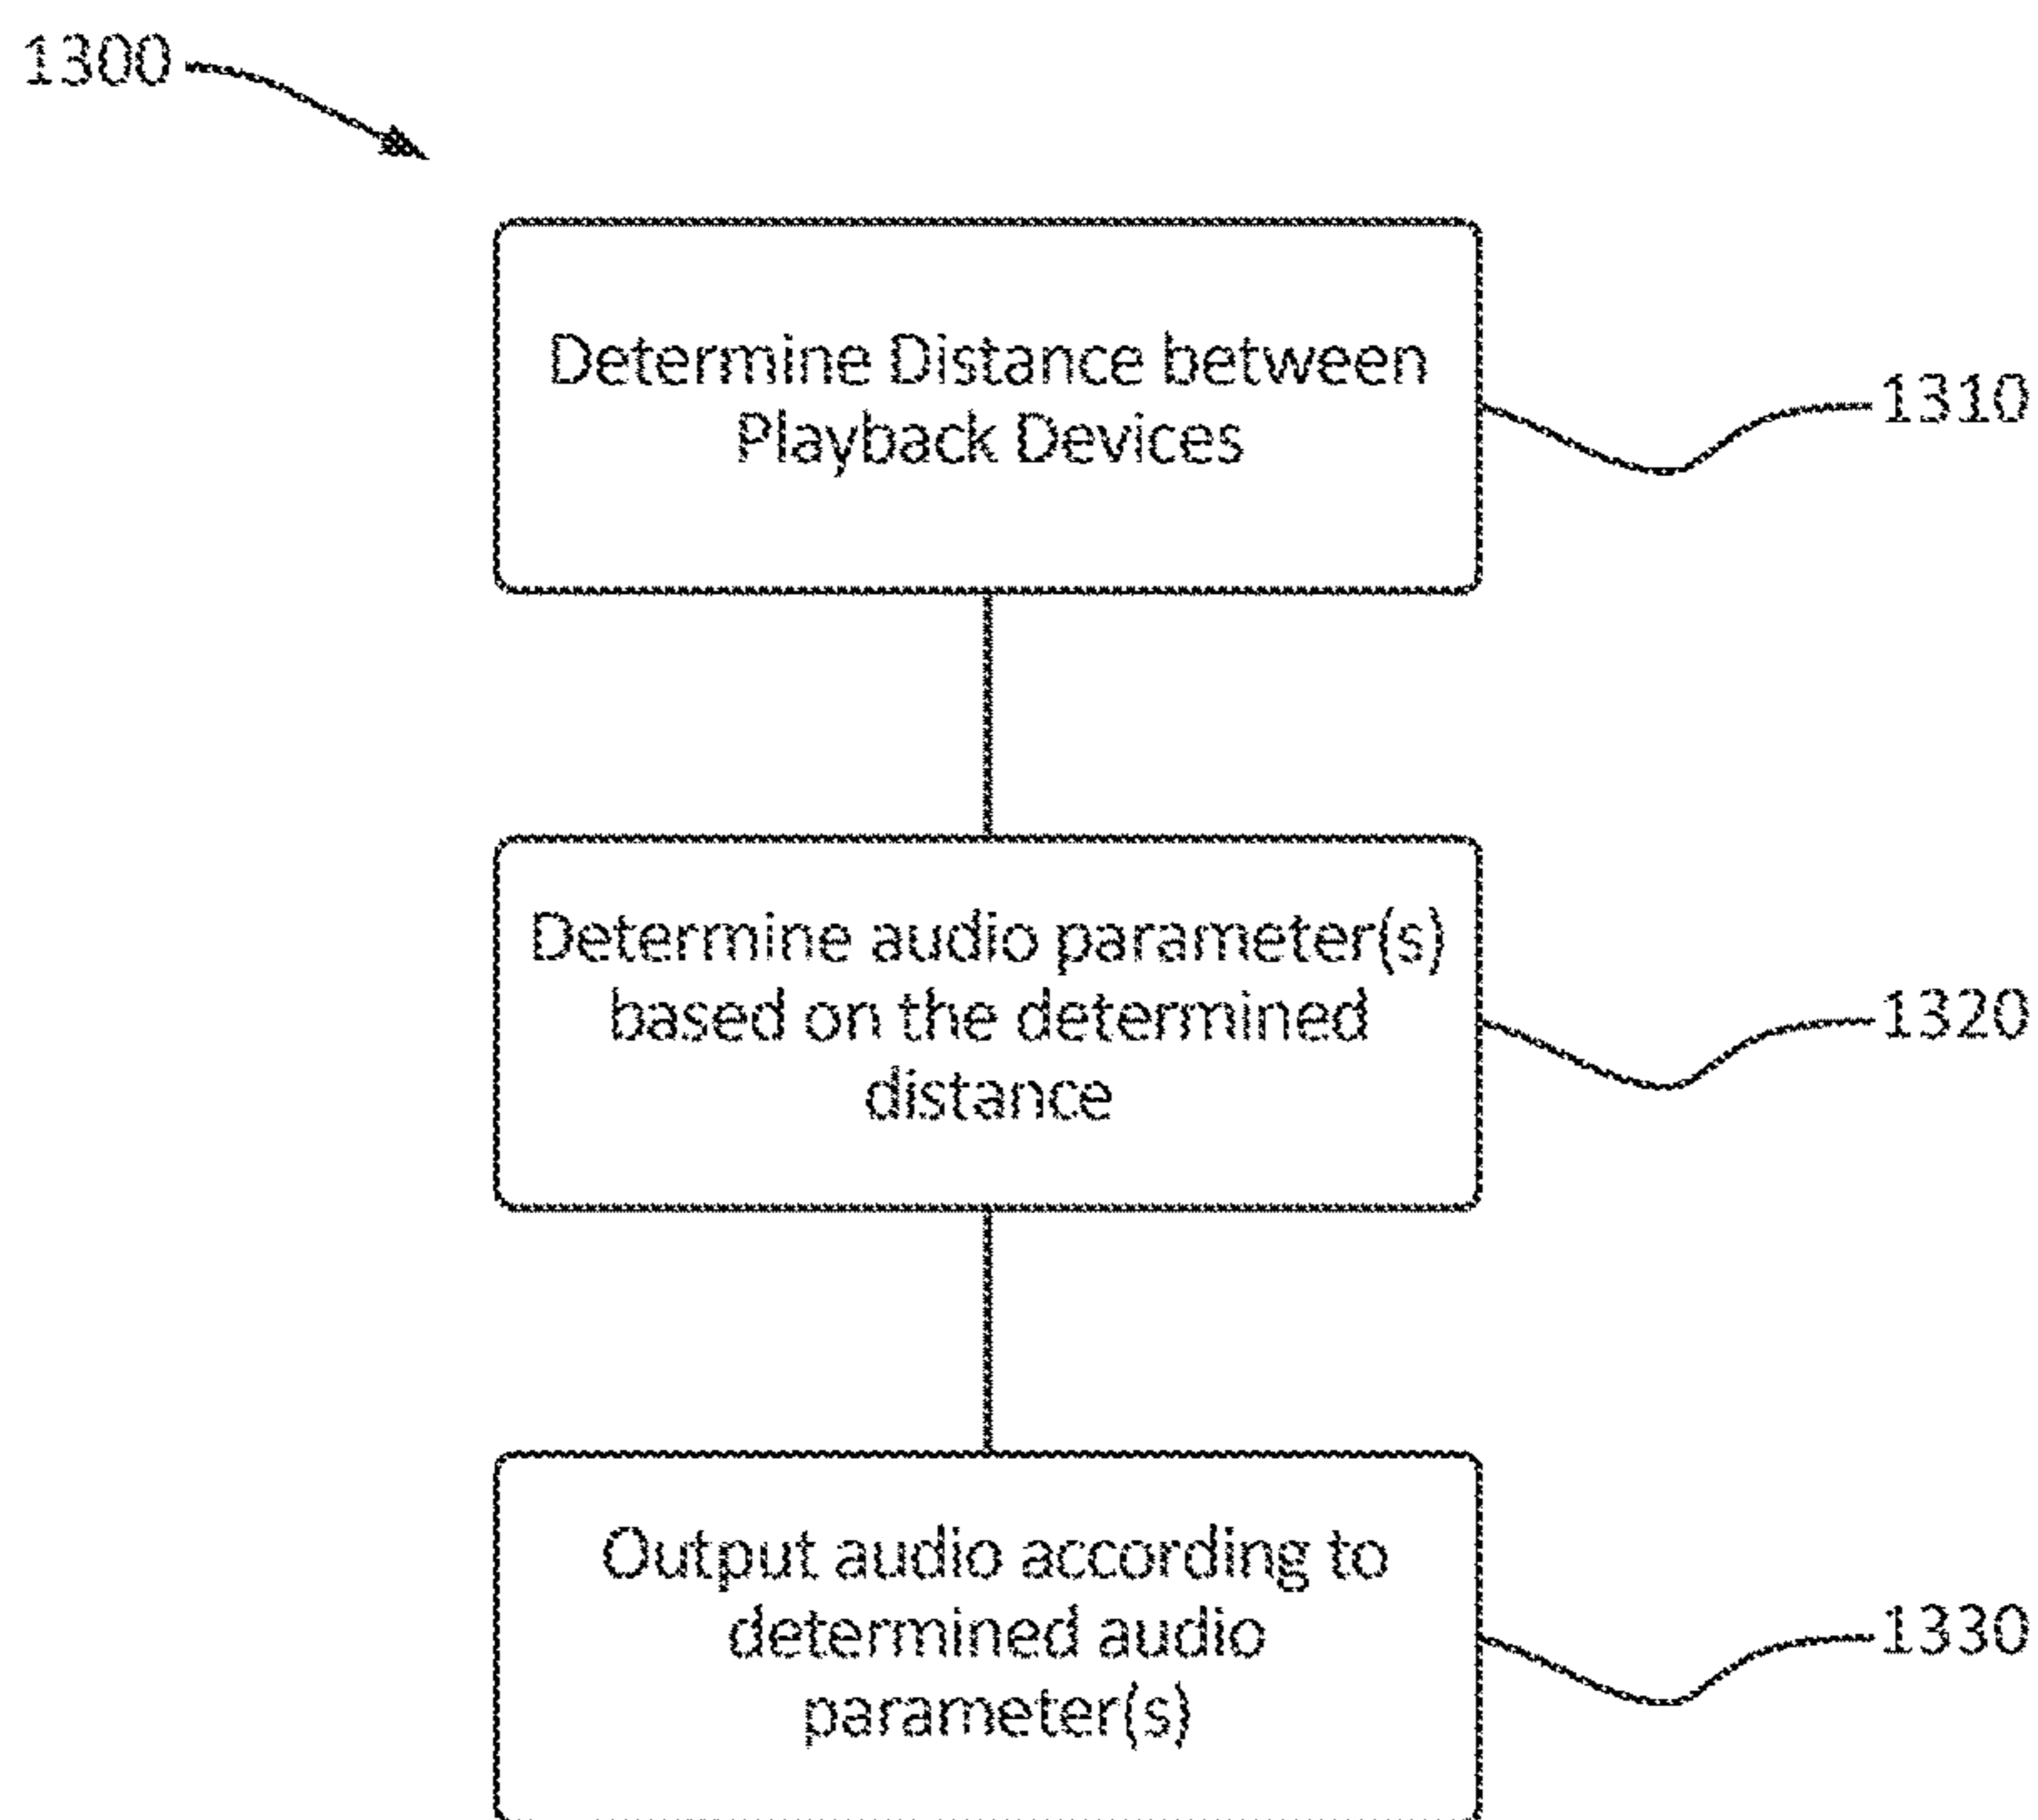 1300
Determine Distance between
Playback Devices
1310
Determine audio parameter(s)
based on the determined
distance
1320
Output audio according to
determined audio
parameter(s)
1330